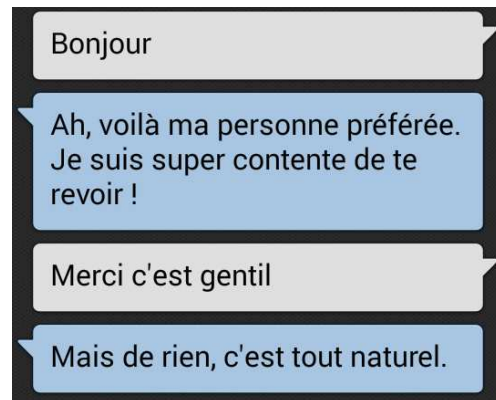 Bonjour
Ah, voilà ma personne préférée.
Je suis super contente de te
revoir !
Merci c'est gentil
Mais de rien, c'est tout naturel.